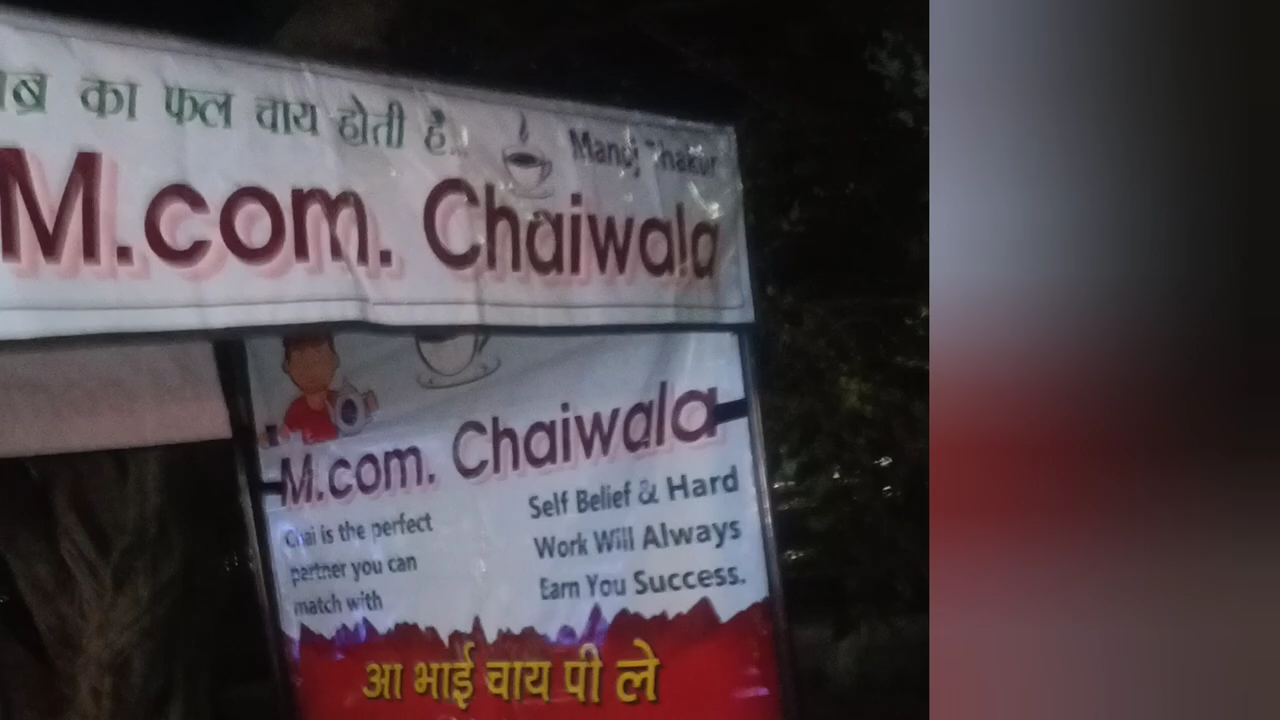 का फल चाय होती है...
Manoj Thakur
M.com. Chaiwala
M.com. Chaiwala
Chai is the perfect
partner you can
match with
Self Belief & Hard
Work Will Always
Earn You Success.
आ भाई चाय पी ले